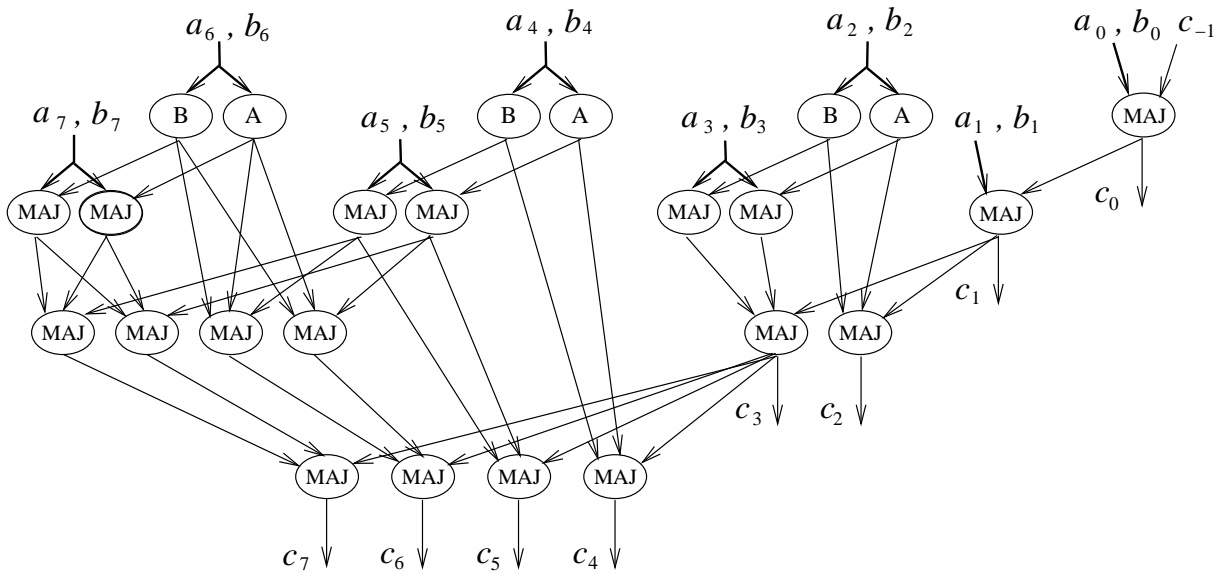 a6 , b6 a4 , b4 a2 , b2 a0 , b0 c−1
B A B A B A MAJ
a7 , b7 a5 , b5 a3 , b3 a1 , b1
MAJ MAJ MAJ MAJ MAJ MAJ MAJ c0
c1
MAJ MAJ MAJ MAJ MAJ MAJ
c3 c2
MAJ MAJ MAJ MAJ
c7 c6 c5 c4